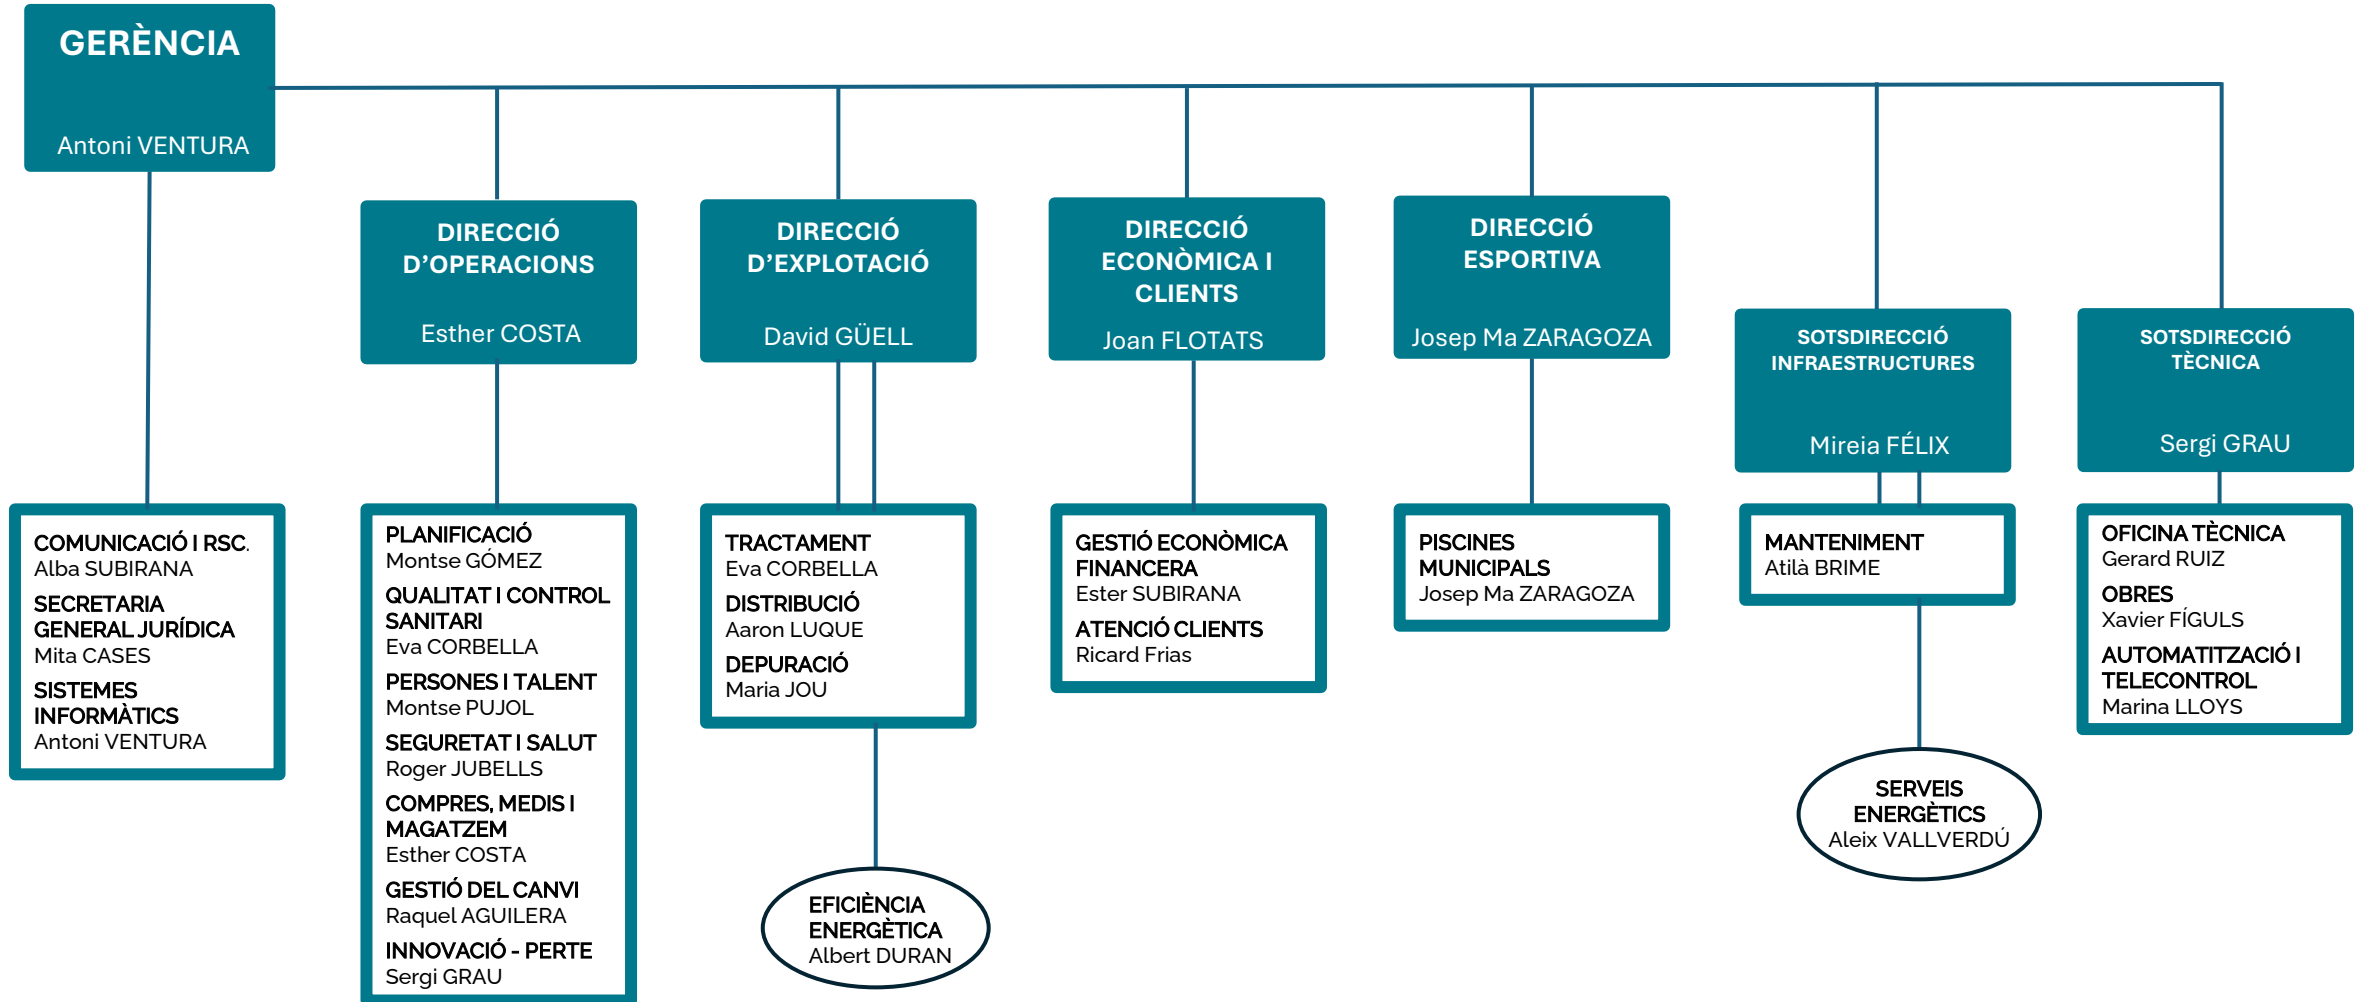 GERÈNCIA
Antoni VENTURA
DIRECCIÓ
D’OPERACIONS
Esther COSTA
DIRECCIÓ
D’EXPLOTACIÓ
David GÜELL
DIRECCIÓ
ECONÒMICA I
CLIENTS
Joan FLOTATS
DIRECCIÓ
ESPORTIVA
Josep Ma ZARAGOZA
SOTSDIRECCIÓ
INFRAESTRUCTURES
Mireia FÉLIX
SOTSDIRECCIÓ
TÈCNICA
Sergi GRAU
COMUNICACIÓ I RSC.
Alba SUBIRANA
SECRETARIA
GENERAL JURÍDICA
Mita CASES
SISTEMES
INFORMÀTICS
Antoni VENTURA
PLANIFICACIÓ
Montse GÓMEZ
QUALITAT I CONTROL
SANITARI
Eva CORBELLA
PERSONES I TALENT
Montse PUJOL
SEGURETAT I SALUT
Roger JUBELLS
COMPRES, MEDIS I
MAGATZEM
Esther COSTA
GESTIÓ DEL CANVI
Raquel AGUILERA
INNOVACIÓ - PERTE
Sergi GRAU
TRACTAMENT
Eva CORBELLA
DISTRIBUCIÓ
Aaron LUQUE
DEPURACIÓ
Maria JOU
EFICIÈNCIA
ENERGÈTICA
Albert DURAN
GESTIÓ ECONÒMICA
FINANCERA
Ester SUBIRANA
ATENCIÓ CLIENTS
Ricard Frias
PISCINES
MUNICIPALS
Josep Ma ZARAGOZA
MANTENIMENT
Atilà BRIME
SERVEIS
ENERGÈTICS
Aleix VALLVERDÚ
OFICINA TÈCNICA
Gerard RUIZ
OBRES
Xavier FÍGULS
AUTOMATITZACIÓ I
TELECONTROL
Marina LLOYS